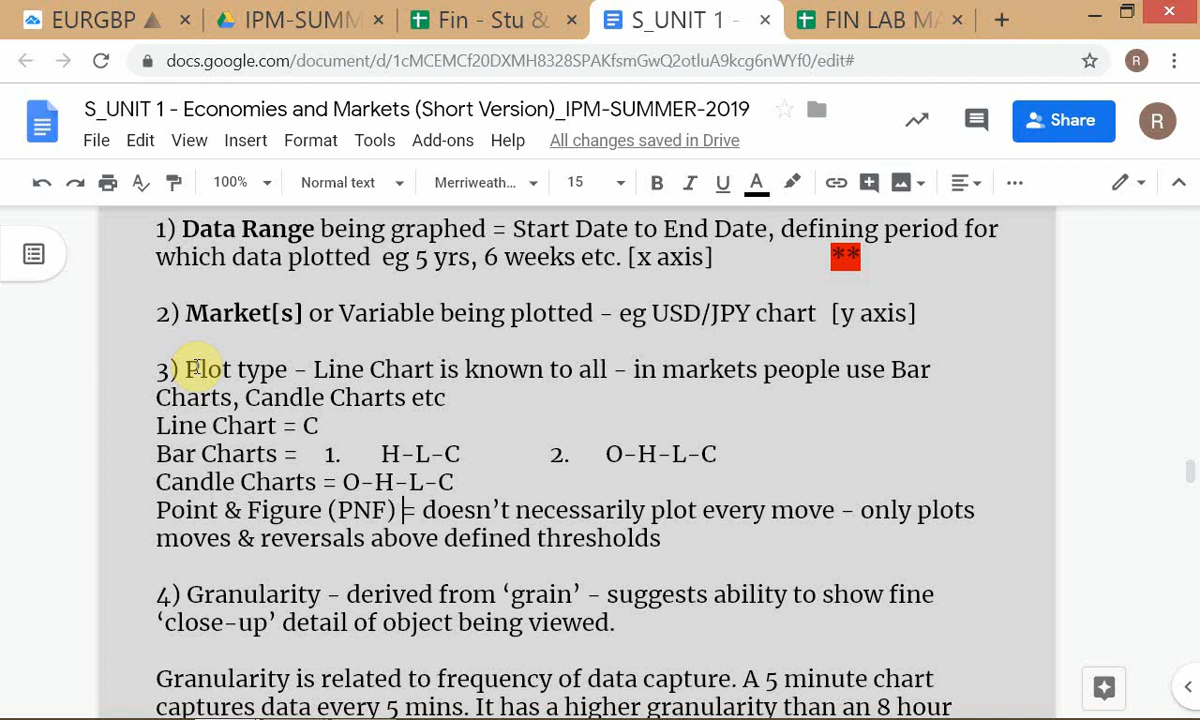 EURGBP
IPM-SUMM
Fin - Stu &
S_UNIT 1 -
FIN LAB MA
docs.google.com/document/d/1cMCEMCf20DXMH8328SPAKfsmGwQ2otluA9kcg6nWYf0/edit#
R
S_UNIT 1 - Economies and Markets (Short Version)_IPM-SUMMER-2019
File Edit View Insert Format Tools Add-ons Help All changes saved in Drive
Share
R
100% Normal text Merriweath... 15 B I U A
1) Data Range being graphed = Start Date to End Date, defining period for
which data plotted eg 5 yrs, 6 weeks etc. [x axis] **
2) Market[s] or Variable being plotted - eg USD/JPY chart [y axis]
3) Plot type - Line Chart is known to all - in markets people use Bar
Charts, Candle Charts etc
Line Chart = C
Bar Charts = 1. H-L-C 2. O-H-L-C
Candle Charts = O-H-L-C
Point & Figure (PNF) = doesn’t necessarily plot every move - only plots
moves & reversals above defined thresholds
4) Granularity - derived from ‘grain’ - suggests ability to show fine
‘close-up’ detail of object being viewed.
Granularity is related to frequency of data capture. A 5 minute chart
captures data every 5 mins. It has a higher granularity than an 8 hour